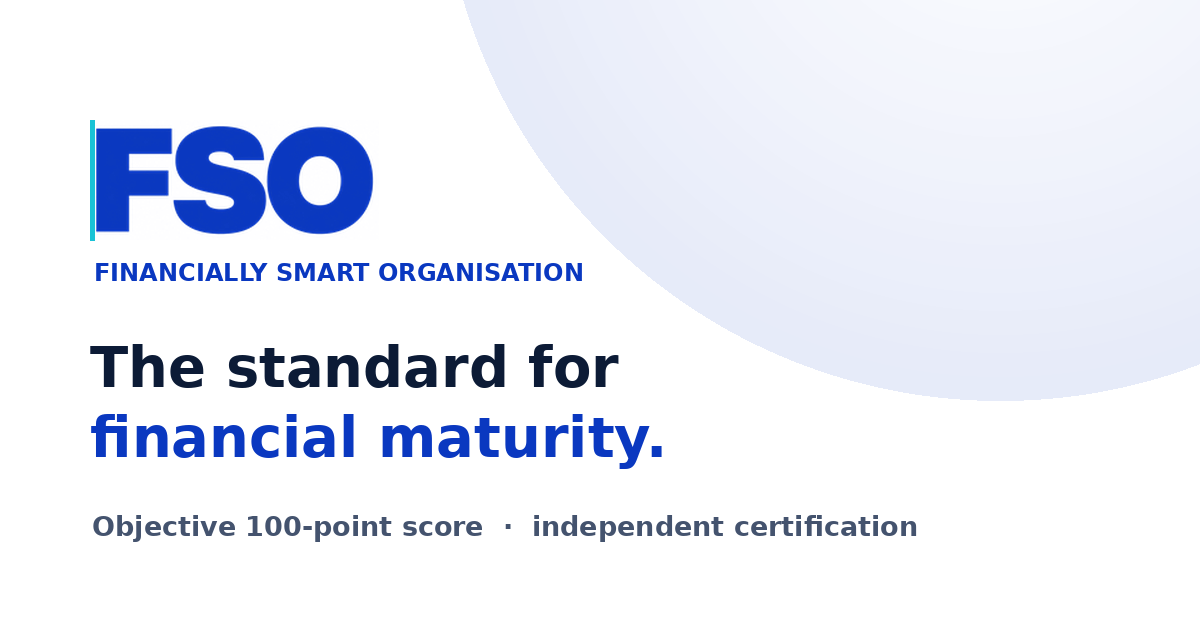 FSO
FINANCIALLY SMART ORGANISATION
The standard for
financial maturity.
Objective 100-point score · independent certification